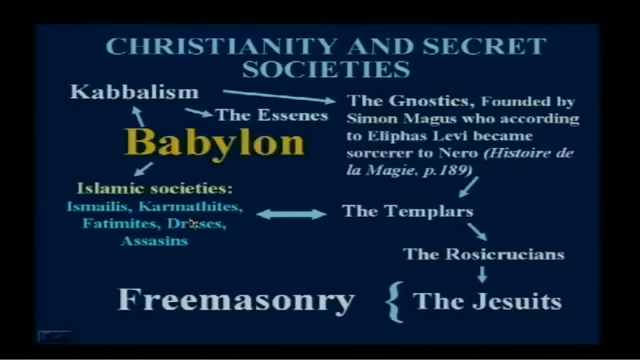 CHRISTIANITY AND SECRET
SOCIETIES
Kabbalism
The Essenes
Babylon
The Gnostics, Founded by
Simon Magus who according
to Eliphas Levi became
sorcerer to Nero (Histoire de
la Magie, p.189)
Islamic societies:
Ismailis, Karmathites,
Fatimites, Druses,
Assasins
The Templars
The Rosicrucians
Freemasonry { The Jesuits